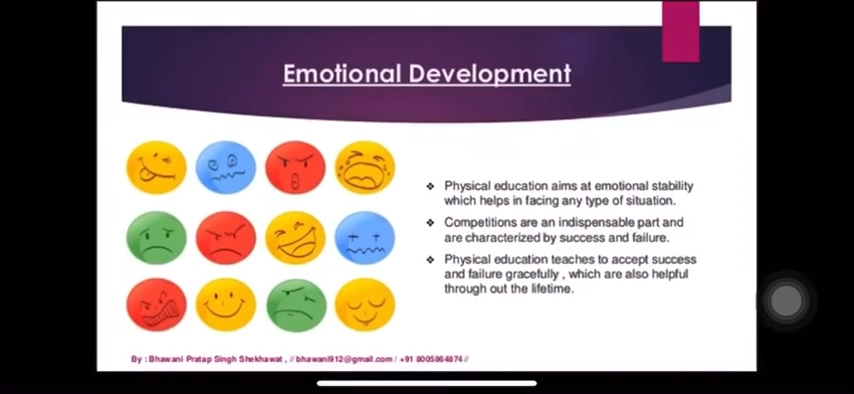 Emotional Development
❖ Physical education aims at emotional stability
which helps in facing any type of situation.
❖ Competitions are an indispensable part and
are characterized by success and failure.
❖ Physical education teaches to accept success
and failure gracefully , which are also helpful
through out the lifetime.
By : Bhawani Pratap Singh Shekhawat , // bhawani912@gmail.com / +91 8005864874 //